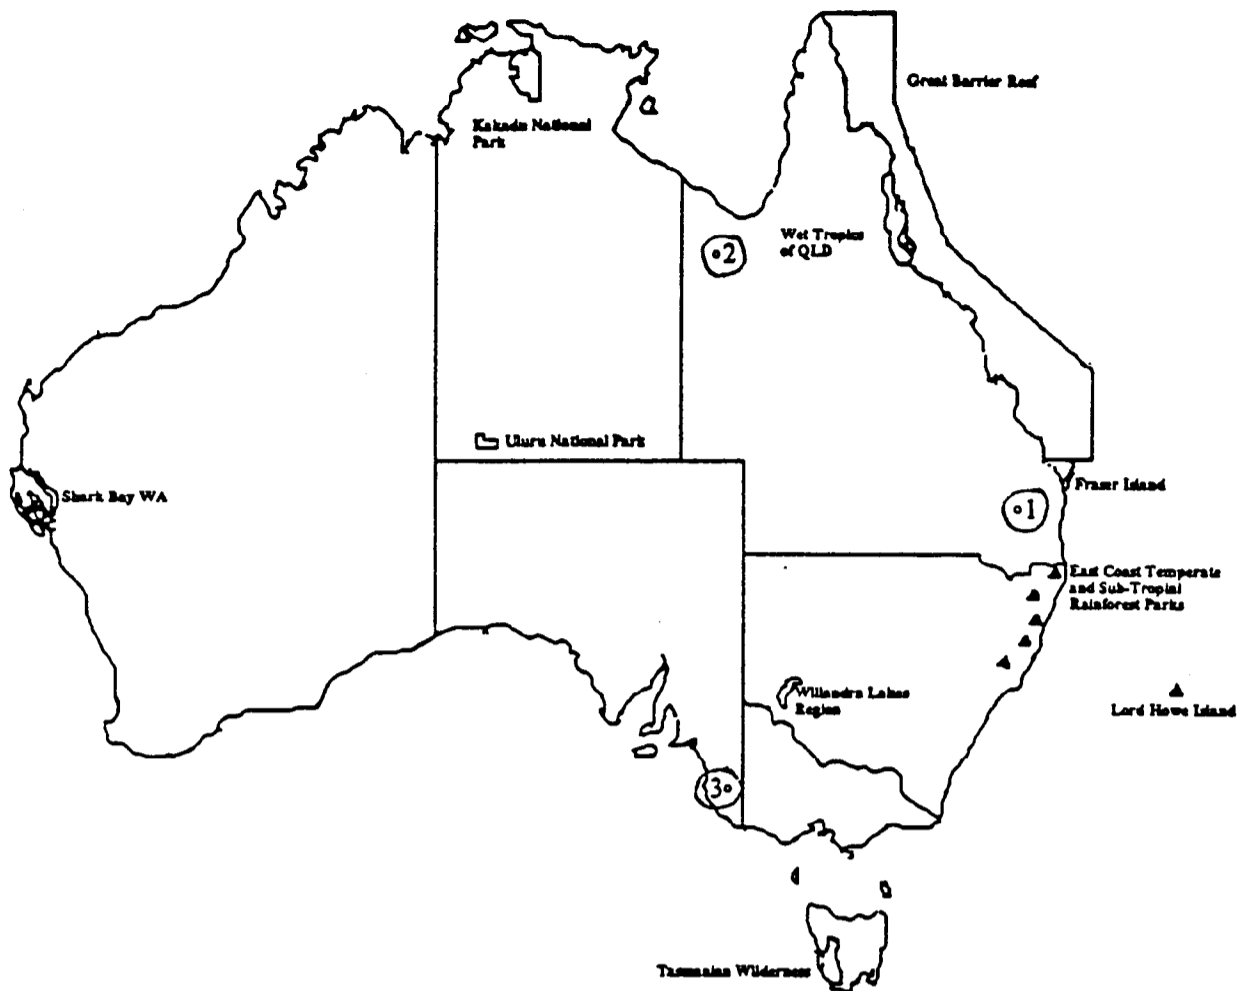 Great Barrier Reef
Kakadu National
Park
Wet Tropics
of QLD
2
Uluru National Park
Shark Bay WA
Fraser Island
1
East Coast Temperate
and Sub-Tropial
Rainforest Parks
Willandra Lakes
Region
Lord Howe Island
3
Tasmanian Wilderness